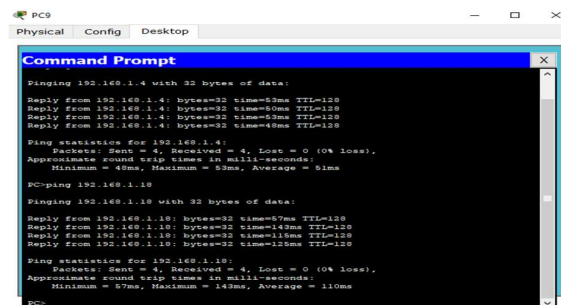 PC9
Physical Config Desktop
Command Prompt
Pinging 192.168.1.4 with 32 bytes of data:
Reply from 192.168.1.4: bytes=32 time=53ms TTL=128
Reply from 192.168.1.4: bytes=32 time=50ms TTL=128
Reply from 192.168.1.4: bytes=32 time=53ms TTL=128
Reply from 192.168.1.4: bytes=32 time=48ms TTL=128
Ping statistics for 192.168.1.4:
Packets: Sent = 4, Received = 4, Lost = 0 (0% loss),
Approximate round trip times in milli-seconds:
Minimum = 48ms, Maximum = 53ms, Average = 51ms
PC>ping 192.168.1.18
Pinging 192.168.1.18 with 32 bytes of data:
Reply from 192.168.1.18: bytes=32 time=57ms TTL=128
Reply from 192.168.1.18: bytes=32 time=143ms TTL=128
Reply from 192.168.1.18: bytes=32 time=115ms TTL=128
Reply from 192.168.1.18: bytes=32 time=125ms TTL=128
Ping statistics for 192.168.1.18:
Packets: Sent = 4, Received = 4, Lost = 0 (0% loss),
Approximate round trip times in milli-seconds:
Minimum = 57ms, Maximum = 143ms, Average = 110ms
PC>